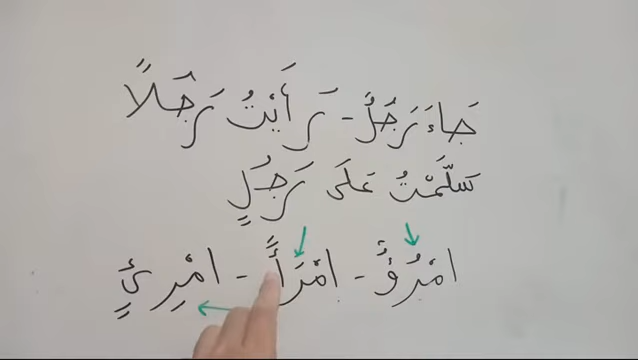 جَاءَ رَجُلٌ - رَأَيْتُ رَجُلًا
سَلَّمْتُ عَلَى رَجُلٍ
امْرُؤٌ - امْرَأً - امْرِئٍ